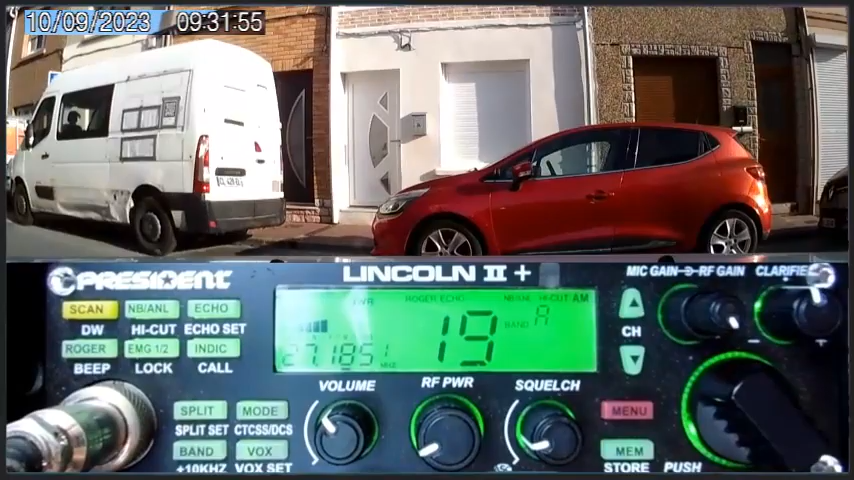 10/09/2023 09:31:55
PRESIDENT LINCOLN II + MIC GAIN RF GAIN CLARIFIER
SCAN NB/ANL ECHO
DW HI-CUT ECHO SET
ROGER EMG 1/2 INDIC
BEEP LOCK CALL
PWR ROGER ECHO NB/ANL HI-CUT AM
19 BAND A
271851 MHZ
CH
VOLUME RF PWR SQUELCH
SPLIT MODE
SPLIT SET CTCSS/DCS
BAND VOX
+10KHZ VOX SET
MENU
MEM
STORE PUSH